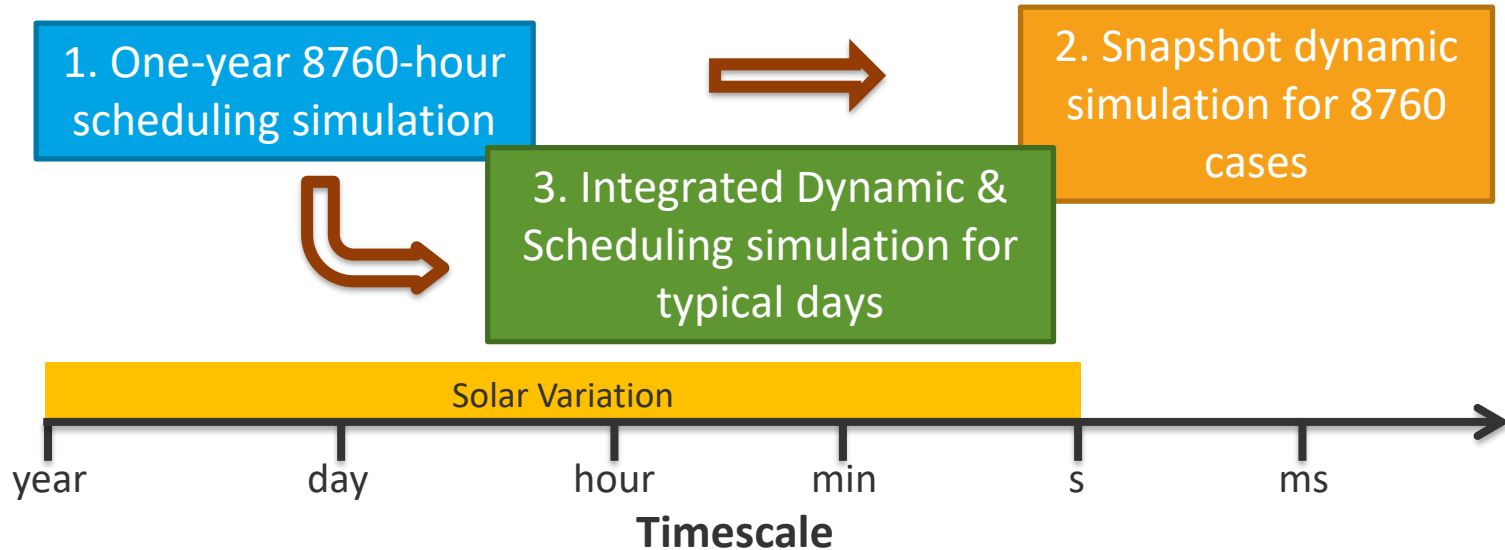 1. One-year 8760-hour
scheduling simulation
2. Snapshot dynamic
simulation for 8760
cases
3. Integrated Dynamic &
Scheduling simulation for
typical days
Solar Variation
year day hour min s ms
Timescale